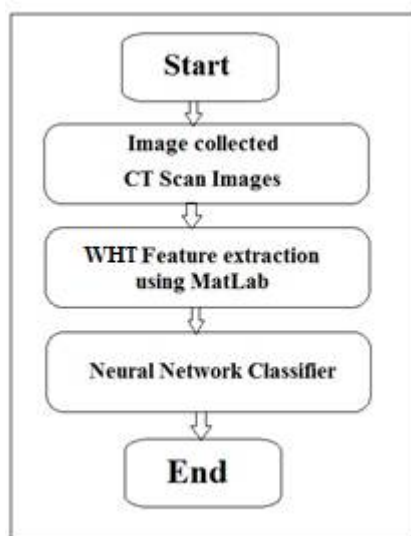 Start
Image collected
CT Scan Images
WHT Feature extraction
using MatLab
Neural Network Classifier
End